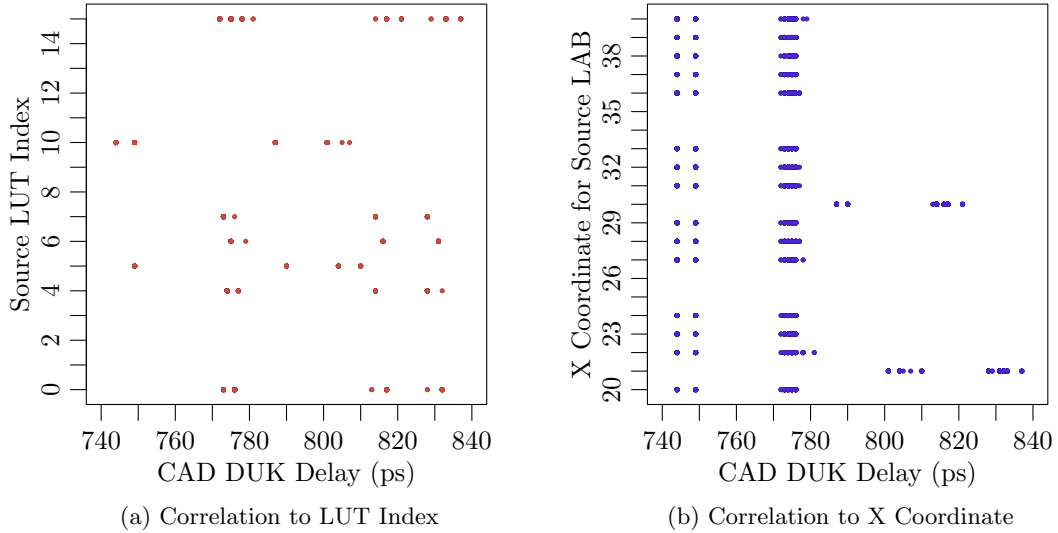 Source LUT Index
0
2
4
6
8
10
12
14
740 760 780 800 820 840
CAD DUK Delay (ps)
(a) Correlation to LUT Index
X Coordinate for Source LAB
20
23
26
29
32
35
38
740 760 780 800 820 840
CAD DUK Delay (ps)
(b) Correlation to X Coordinate